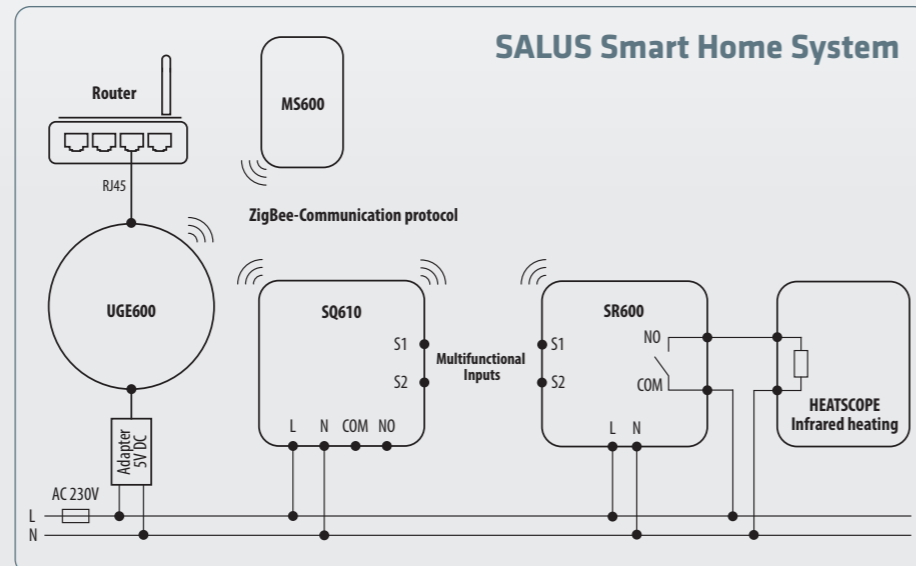 SALUS Smart Home System
Router
MS600
RJ45
ZigBee-Communication protocol
UGE600
SQ610
S1
S2
Multifunctional
Inputs
L N COM NO
SR600
S1
S2
NO
COM
L N
HEATSCOPE
Infrared heating
Adapter
5V DC
AC 230V
L
N